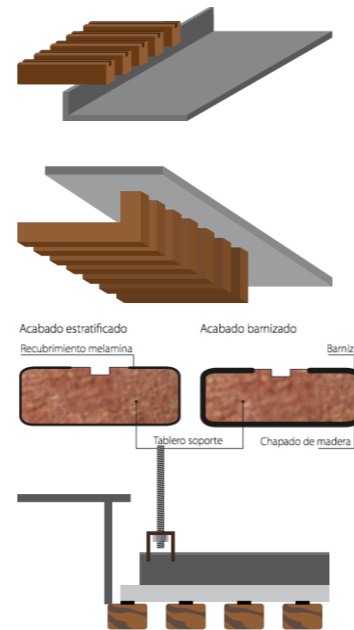 Acabado estratificado
Acabado barnizado
Recubrimiento melamina
Barniz
Tablero soporte
Chapado de madera